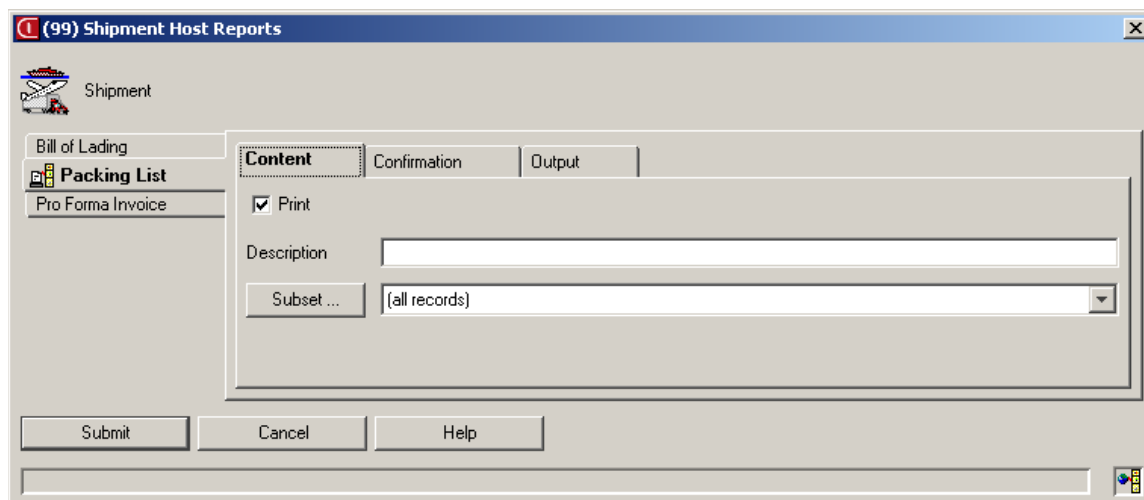 (99) Shipment Host Reports
Shipment
Bill of Lading
Packing List
Pro Forma Invoice
Content Confirmation Output
Print
Description
Subset ... (all records)
Submit Cancel Help